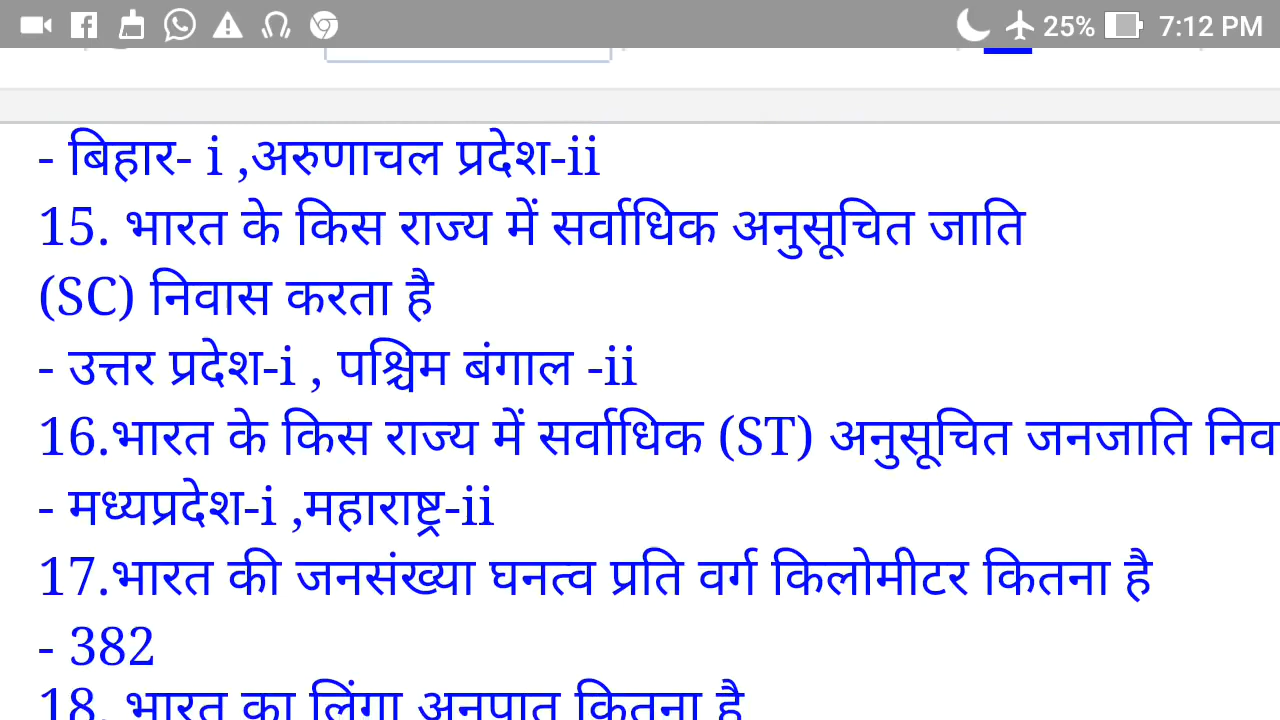 25% 7:12 PM
- बिहार- i ,अरुणाचल प्रदेश-ii
15. भारत के किस राज्य में सर्वाधिक अनुसूचित जाति
(SC) निवास करता है
- उत्तर प्रदेश-i , पश्चिम बंगाल -ii
16.भारत के किस राज्य में सर्वाधिक (ST) अनुसूचित जनजाति निव
- मध्यप्रदेश-i ,महाराष्ट्र-ii
17.भारत की जनसंख्या घनत्व प्रति वर्ग किलोमीटर कितना है
- 382
18. भारत का लिंगा अनुपात कितना है